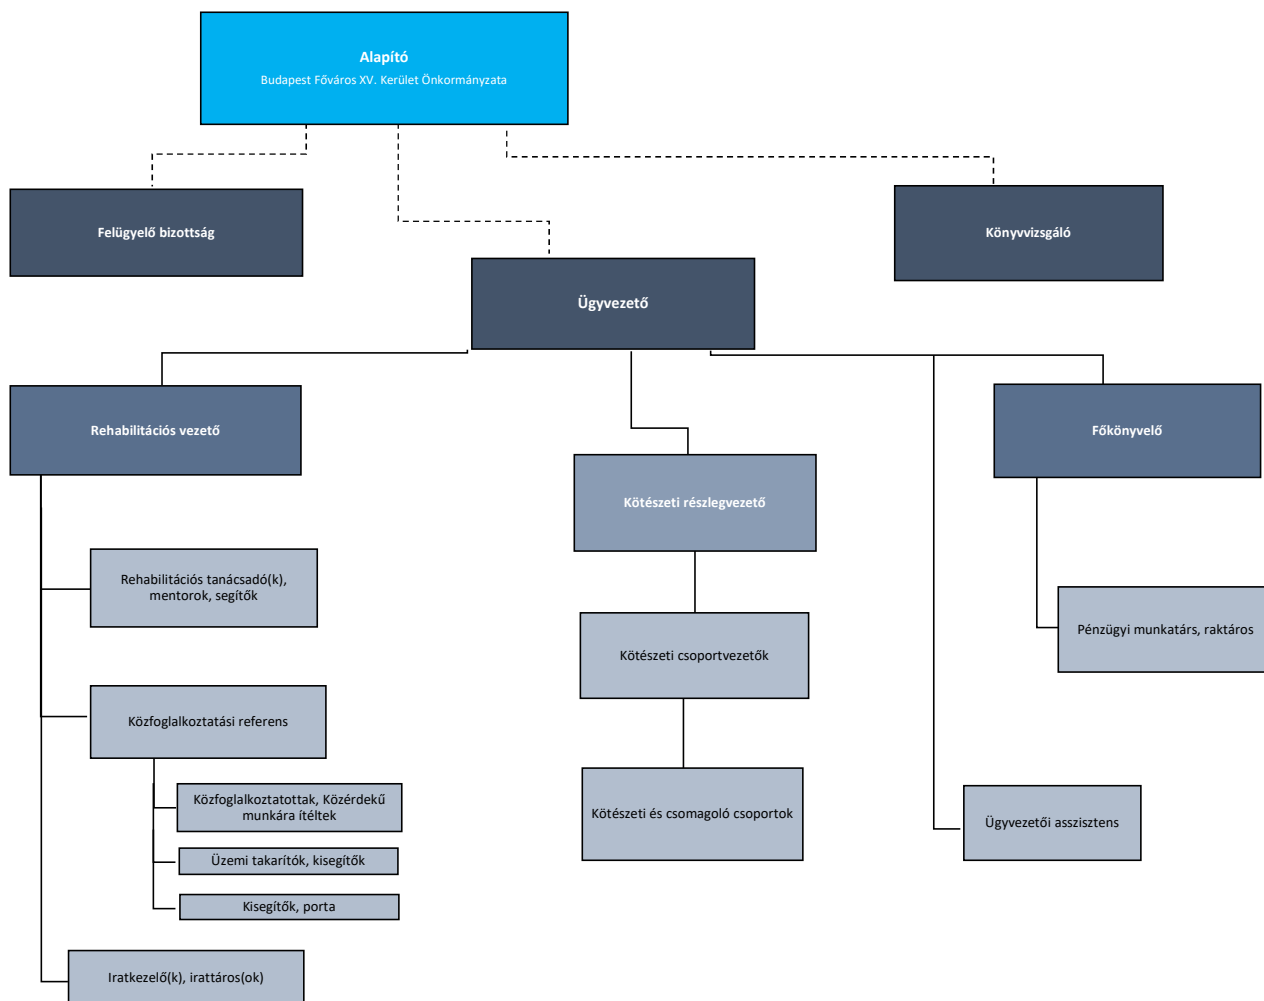 Alapító
Budapest Főváros XV. Kerület Önkormányzata
Felügyelő bizottság
Könyvvizsgáló
Ügyvezető
Rehabilitációs vezető
Főkönyvelő
Kötészeti részlegvezető
Rehabilitációs tanácsadó(k),
mentorok, segítők
Pénzügyi munkatárs, raktáros
Kötészeti csoportvezetők
Közfoglalkoztatási referens
Közfoglalkoztatottak, Közérdekű
munkára ítéltek
Kötészeti és csomagoló csoportok
Ügyvezetői asszisztens
Üzemi takarítók, kisegítők
Kisegítők, porta
Iratkezelő(k), irattáros(ok)